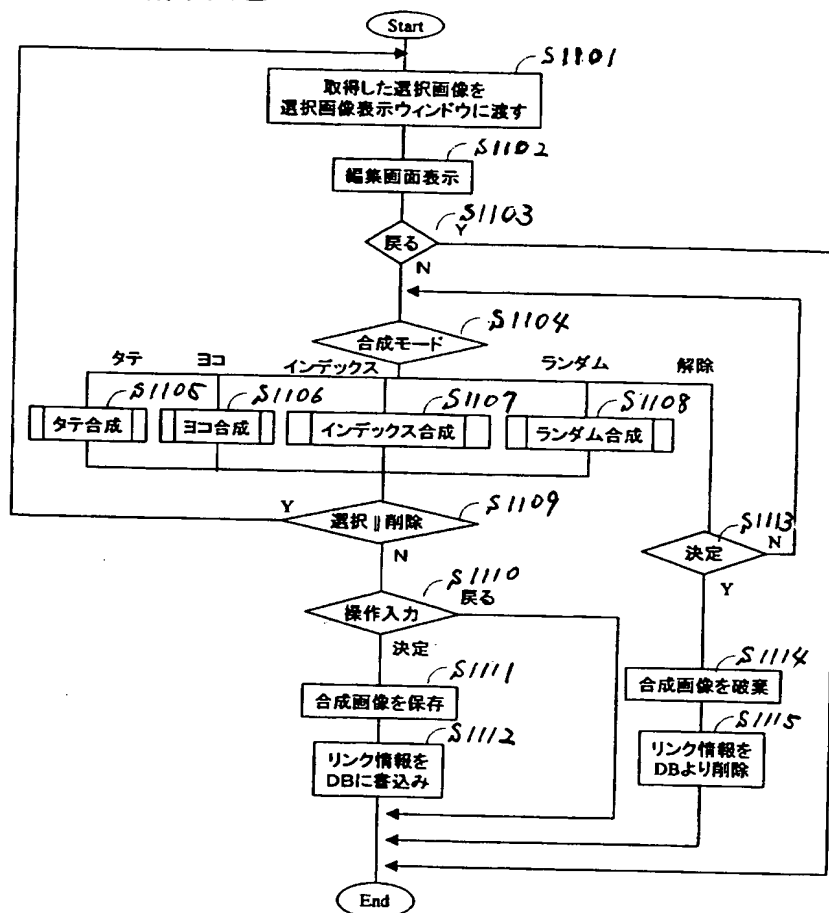 Start
S1101
取得した選択画像を
選択画像表示ウィンドウに渡す
S1102
編集画面表示
S1103
戻る
Y
N
S1104
合成モード
タテ
ヨコ
インデックス
ランダム
解除
S1105
S1106
S1107
S1108
タテ合成
ヨコ合成
インデックス合成
ランダム合成
Y
S1109
選択||削除
N
S1113
決定
N
Y
S1110
操作入力
戻る
決定
S1111
合成画像を保存
S1114
合成画像を破棄
S1112
リンク情報を
DBに書込み
S1115
リンク情報を
DBより削除
End